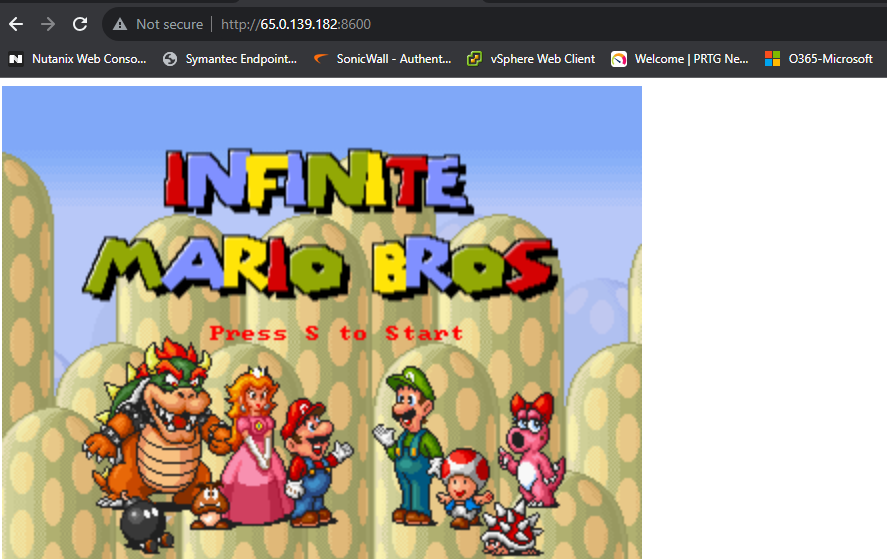 Not secure http://65.0.139.182:8600
N Nutanix Web Conso... Symantec Endpoint... SonicWall - Authent... vSphere Web Client Welcome | PRTG Ne... O365-Microsoft
INFINITE
MARIO BROS
Press S to Start